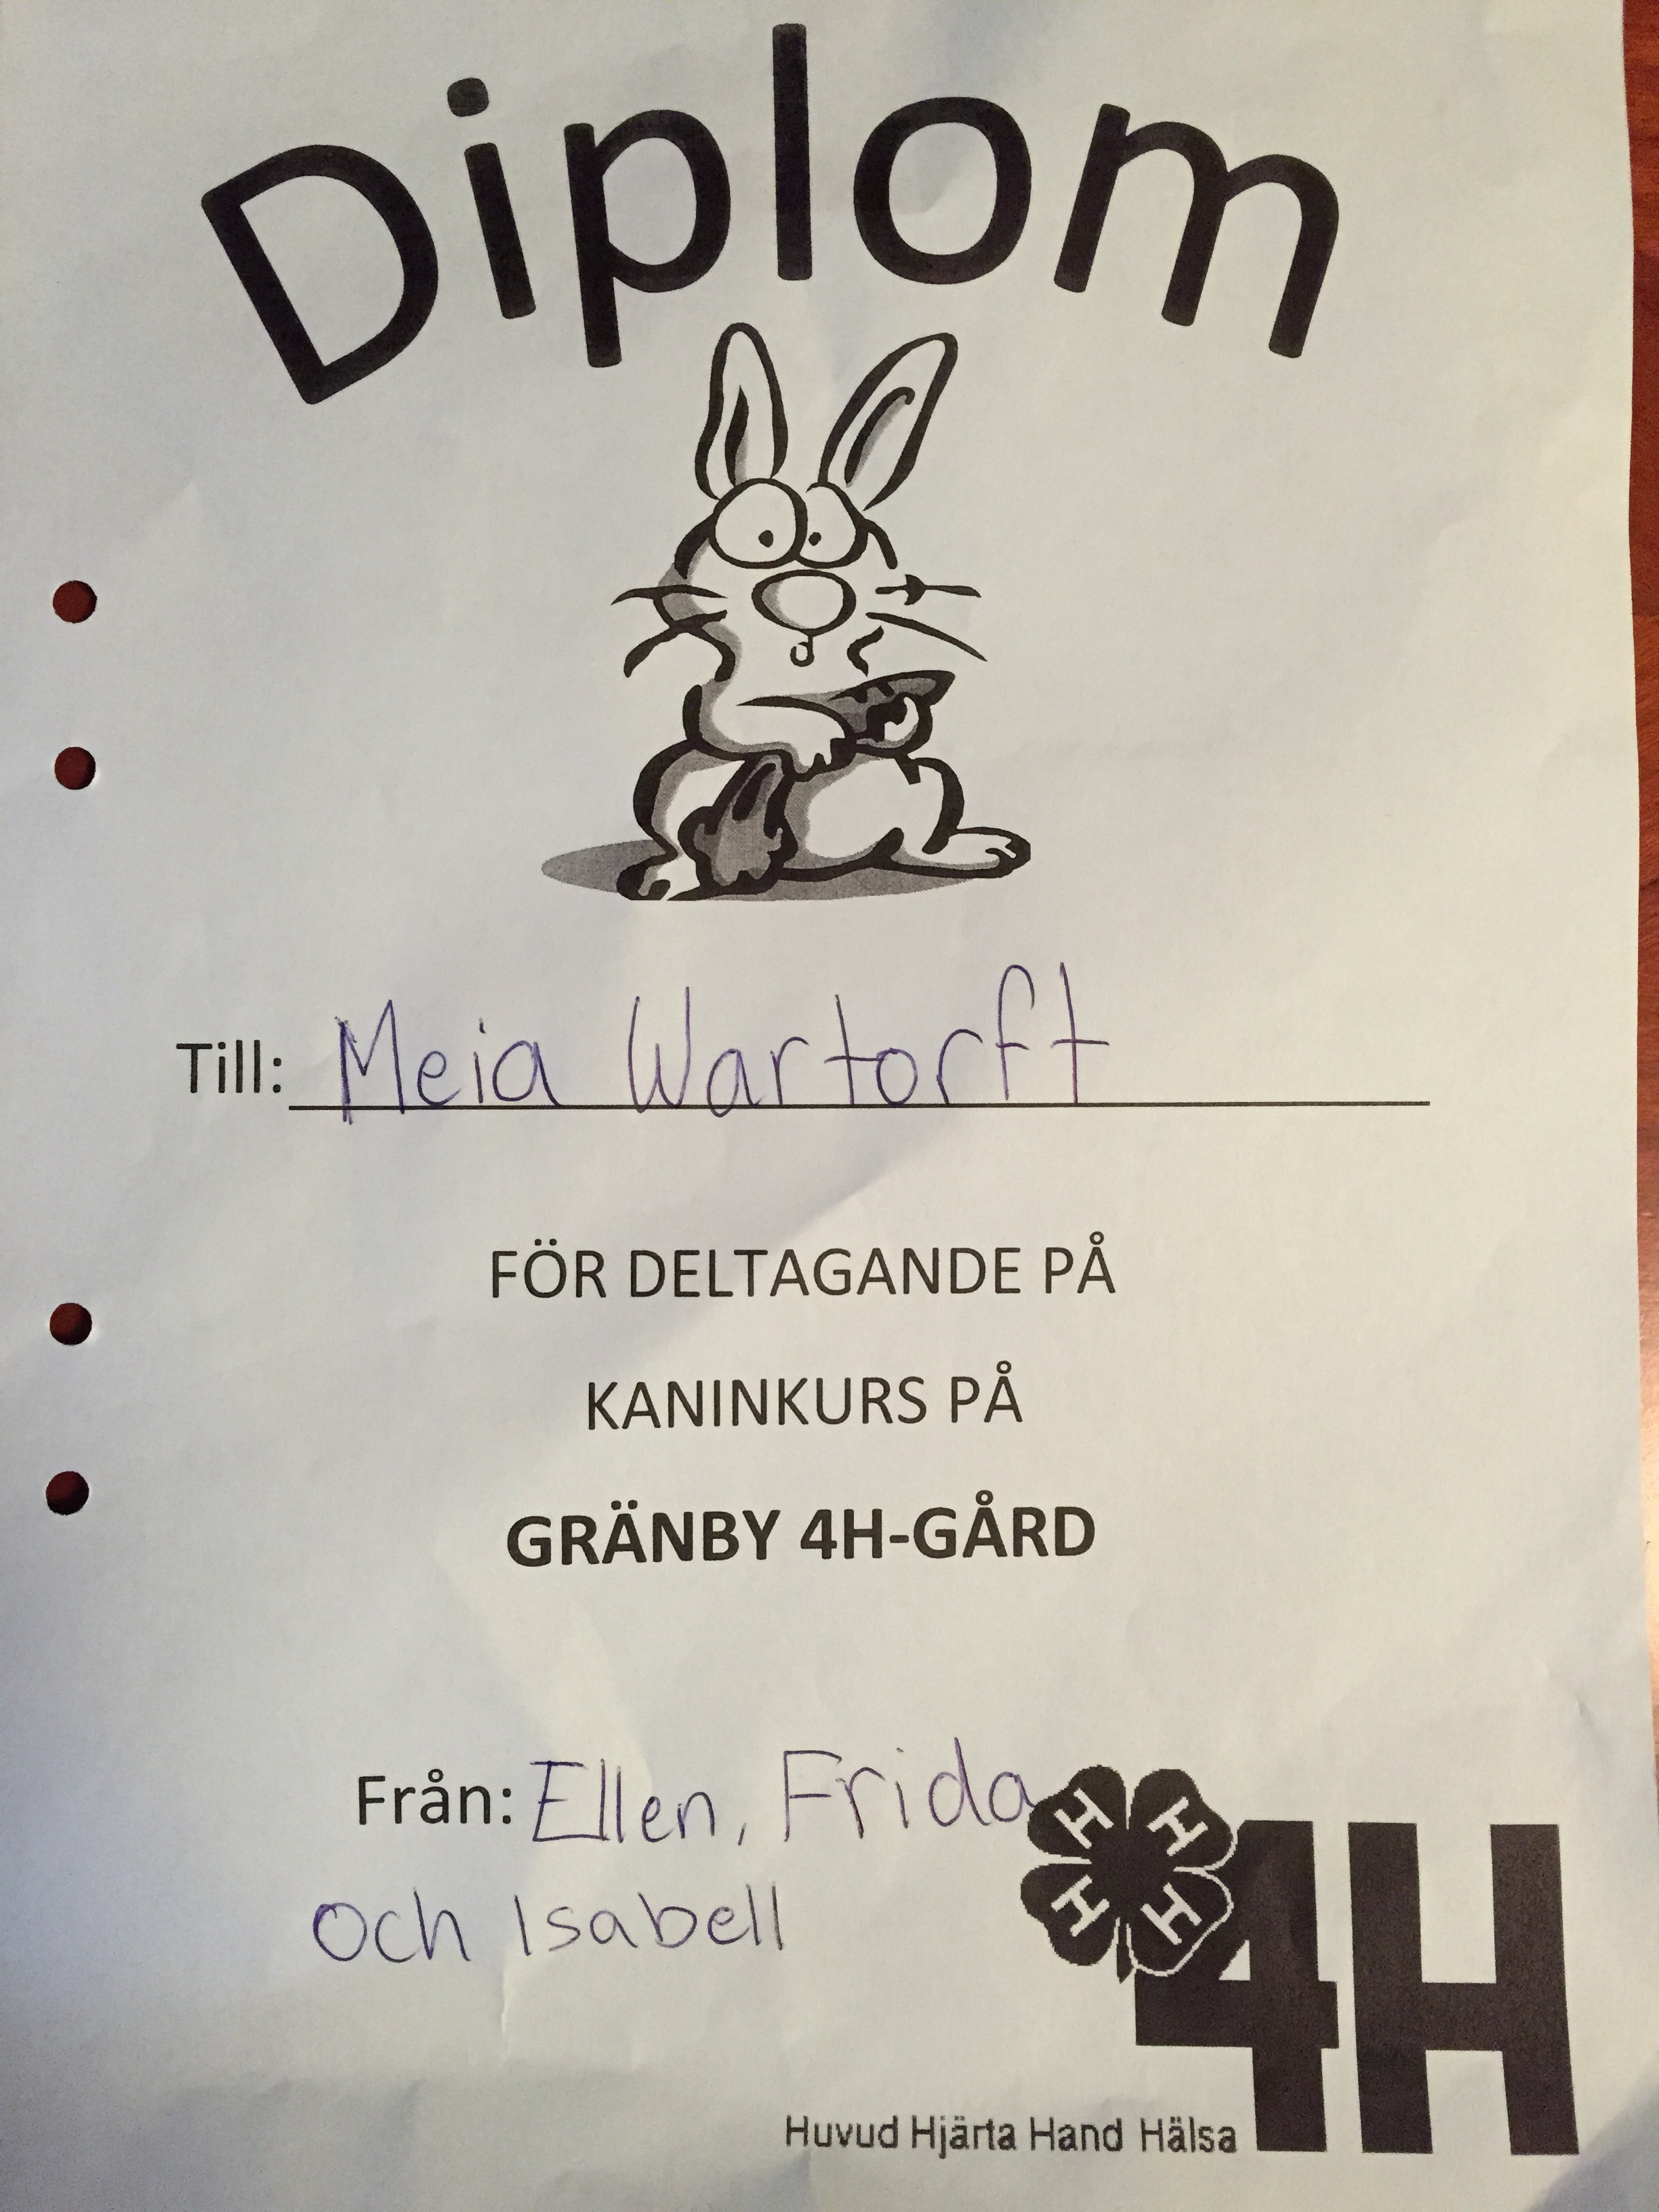 Diplom
Till: Meia Wartorft
FÖR DELTAGANDE PÅ
KANINKURS PÅ
GRÄNBY 4H-GÅRD
Från: Ellen, Frida
och Isabell
H H
H H
4H
Huvud Hjärta Hand Hälsa